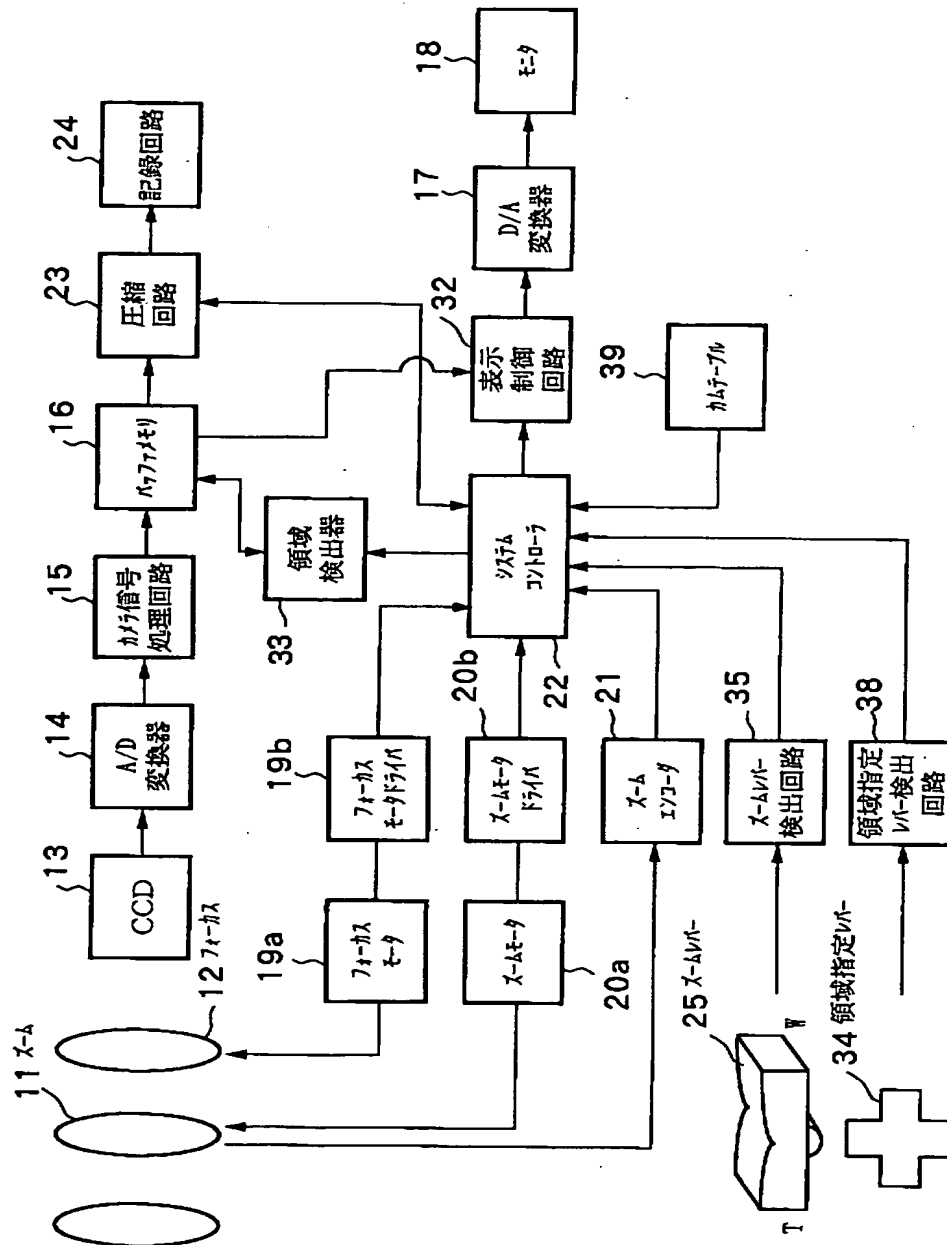 11 ズーム
12 フォーカス
13
CCD
14
A/D
変換器
15
カメラ信号
処理回路
16
バッファメモリ
23
圧縮
回路
24
記録回路
19a
フォーカス
モータ
19b
フォーカス
モータドライバ
33
領域
検出器
20a
ズームモータ
20b
ズームモータ
ドライバ
22
システム
コントローラ
32
表示
制御
回路
17
D/A
変換器
18
モニタ
21
ズーム
エンコーダ
39
カムテーブル
25 ズームレバー
T
W
35
ズームレバー
検出回路
34 領域指定レバー
38
領域指定
レバー検出
回路